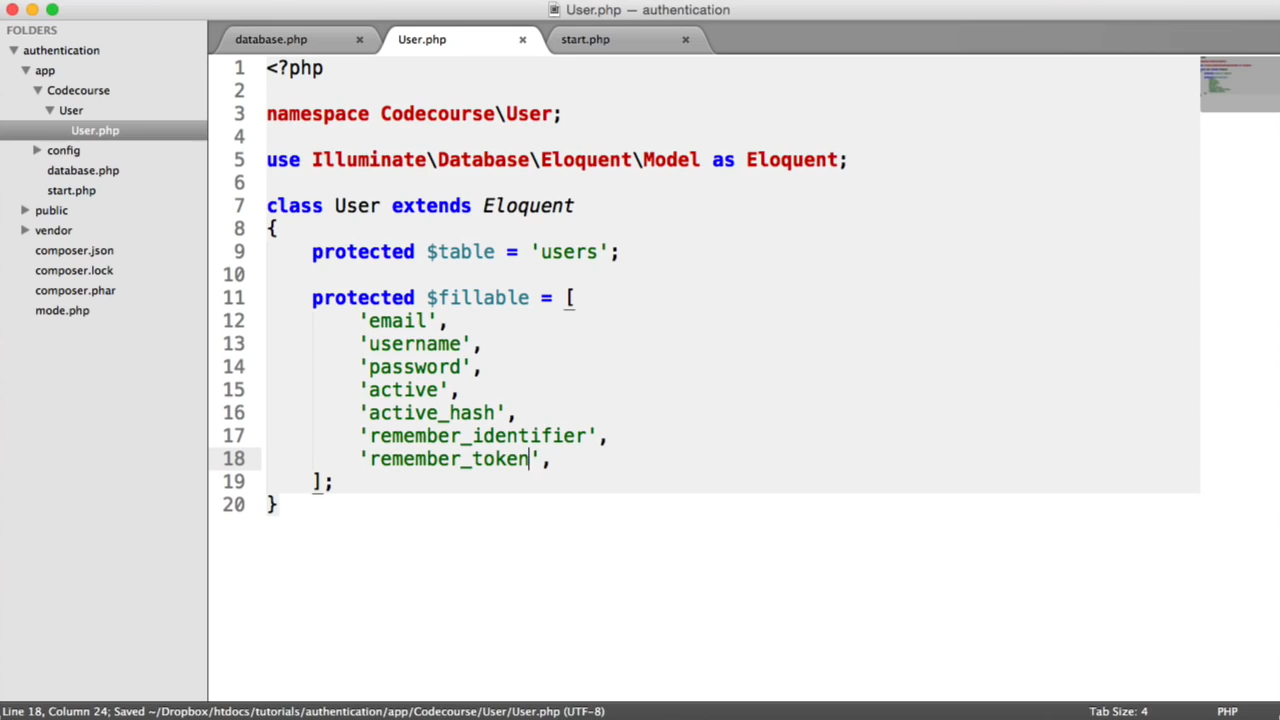 User.php — authentication
FOLDERS
authentication
app
Codecourse
User
User.php
config
database.php
start.php
public
vendor
composer.json
composer.lock
composer.phar
mode.php
database.php ×
User.php ×
start.php ×
1 <?php
2
3 namespace Codecourse\User;
4
5 use Illuminate\Database\Eloquent\Model as Eloquent;
6
7 class User extends Eloquent
8 {
9     protected $table = 'users';
10
11     protected $fillable = [
12         'email',
13         'username',
14         'password',
15         'active',
16         'active_hash',
17         'remember_identifier',
18         'remember_token',
19     ];
20 }
Line 18, Column 24; Saved ~/Dropbox/htdocs/tutorials/authentication/app/Codecourse/User/User.php (UTF-8)
Tab Size: 4
PHP